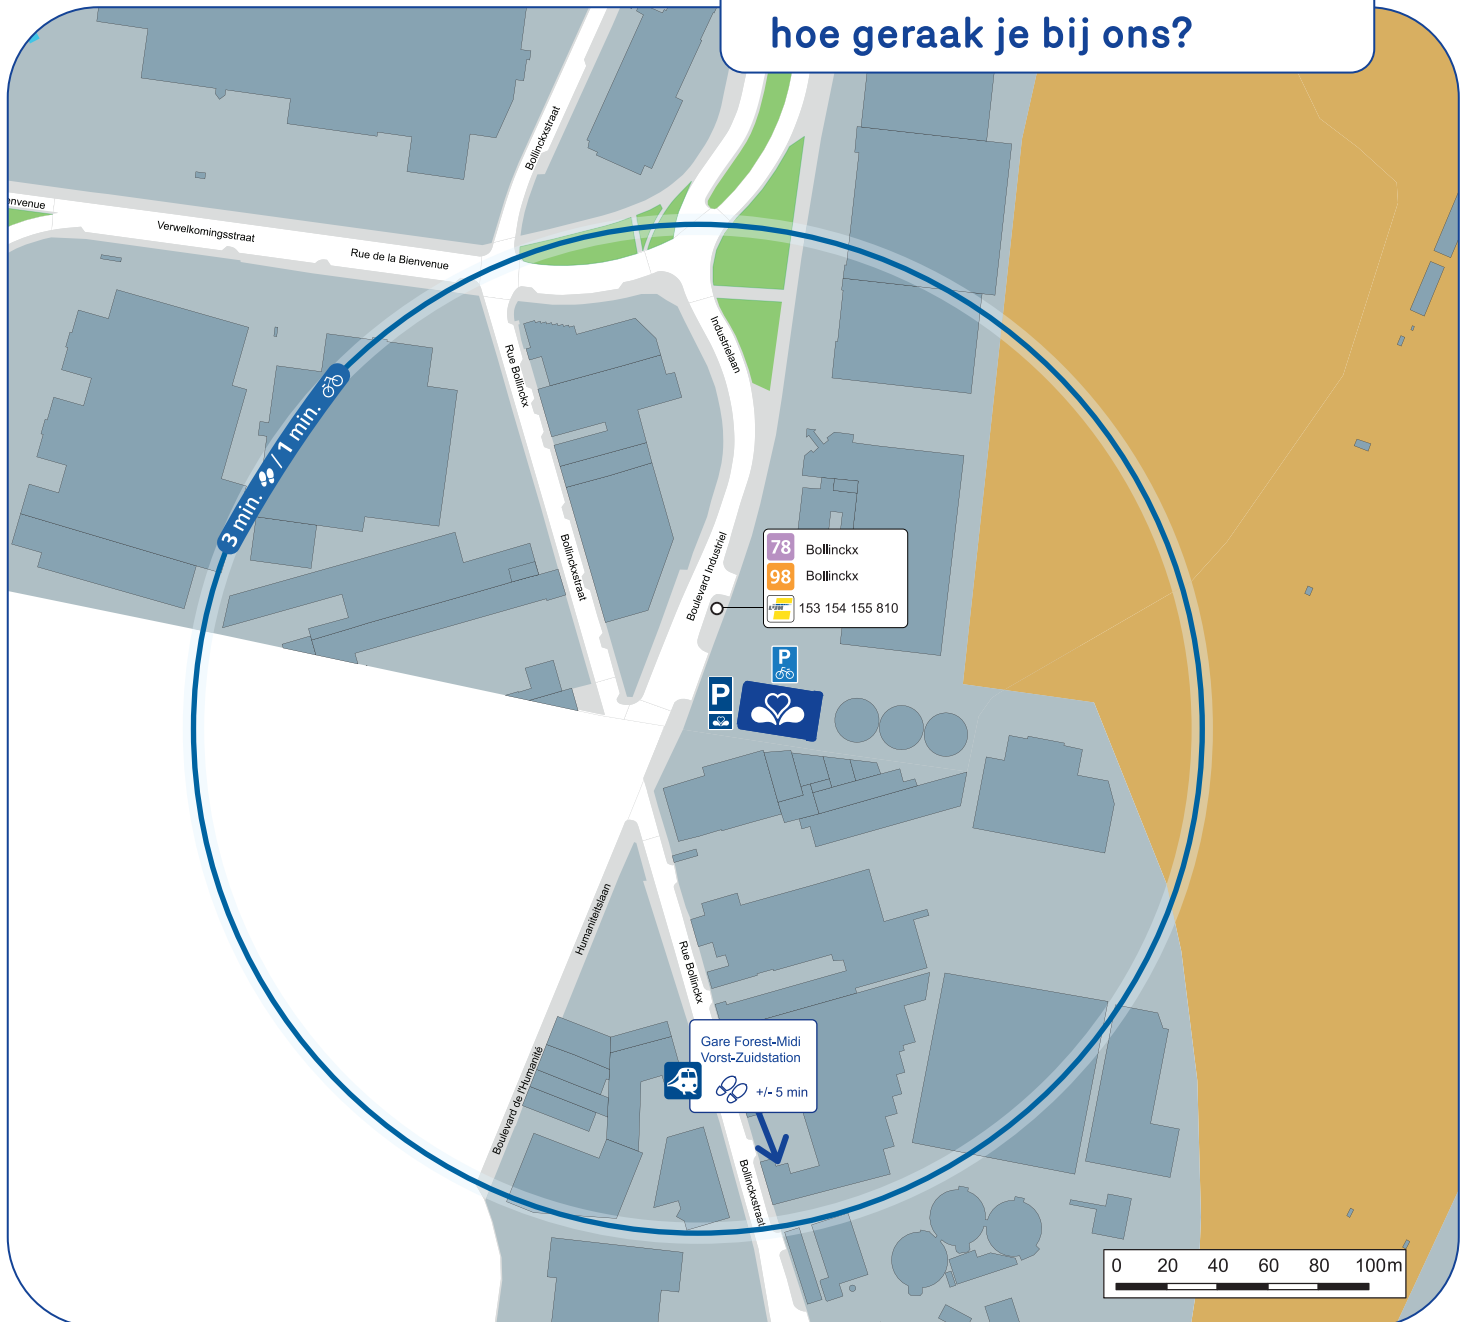 hoe geraak je bij ons?
Bollinckxstraat
envenue
Verwelkomingsstraat
Rue de la Bienvenue
Industrielaan
Rue Bollinckx
3 min. / 1 min.
Bollinckxstraat
Boulevard Industriel
78 Bollinckx
98 Bollinckx
153 154 155 810
P
P
Humaniteitslaan
Rue Bollinckx
Gare Forest-Midi
Vorst-Zuidstation
+/- 5 min
Boulevard de l'Humanité
Bollinckxstraat
0 20 40 60 80 100m